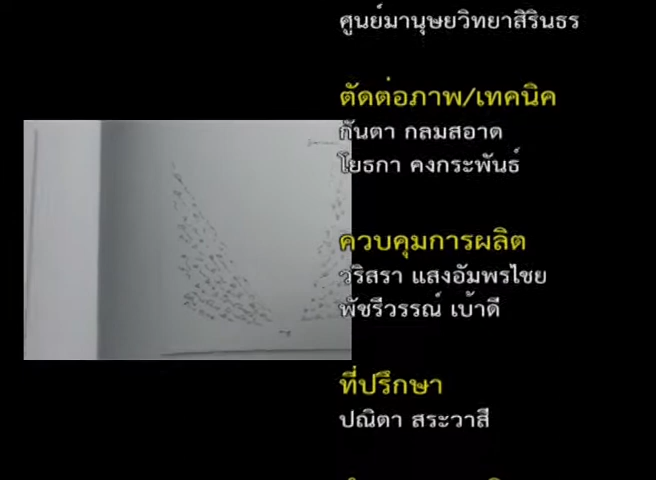 ศูนย์มานุษยวิทยาสิรินธร
ตัดต่อภาพ/เทคนิค
กันตา กลมสอาด
โยธกา คงกระพันธ์
ควบคุมการผลิต
วริสรา แสงอัมพรไชย
พัชรีวรรณ์ เบ้าดี
ที่ปรึกษา
ปณิตา สระวาสี